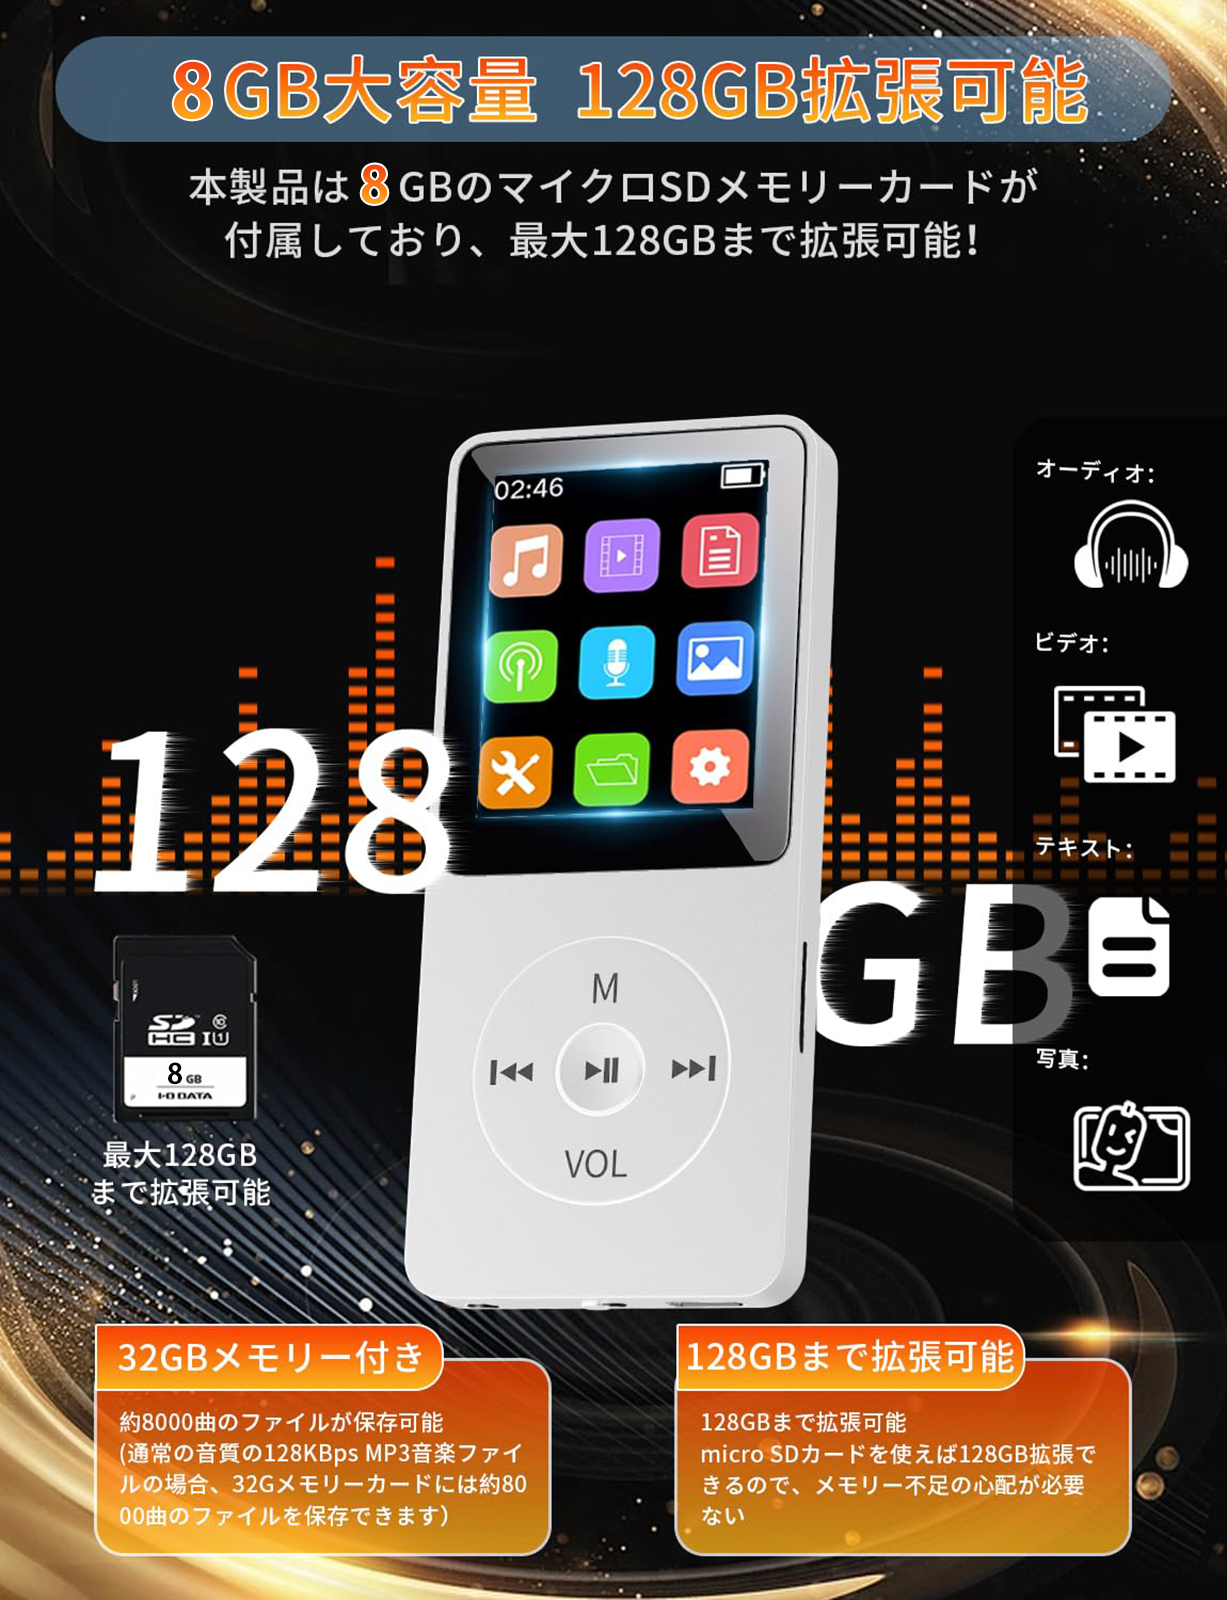 8GB大容量 128GB拡張可能
本製品は8GBのマイクロSDメモリーカードが
付属しており、最大128GBまで拡張可能！
オーディオ：
02:46
ビデオ：
128
テキスト：
GB
M
SD
HC I 10 U1
8 GB
I-O DATA
写真：
VOL
最大128GB
まで拡張可能
32GBメモリー付き
約8000曲のファイルが保存可能
(通常の音質の128KBps MP3音楽ファイ
ルの場合、32Gメモリーカードには約80
00曲のファイルを保存できます）
128GBまで拡張可能
128GBまで拡張可能
micro SDカードを使えば128GB拡張で
きるので、メモリー不足の心配が必要
ない